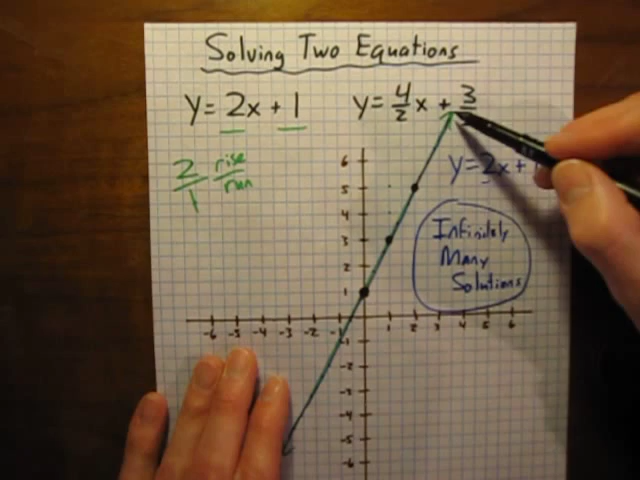 Solving Two Equations
y = 2x + 1
y = 4/2 x + 3/
2/1 rise/run
y = 2x +
Infinitely
Many
Solutions
6
5
4
3
2
1
-6 -5 -4 -3 -2 -1 1 2 3 4 5 6
-1
-2
-3
-4
-5
-6